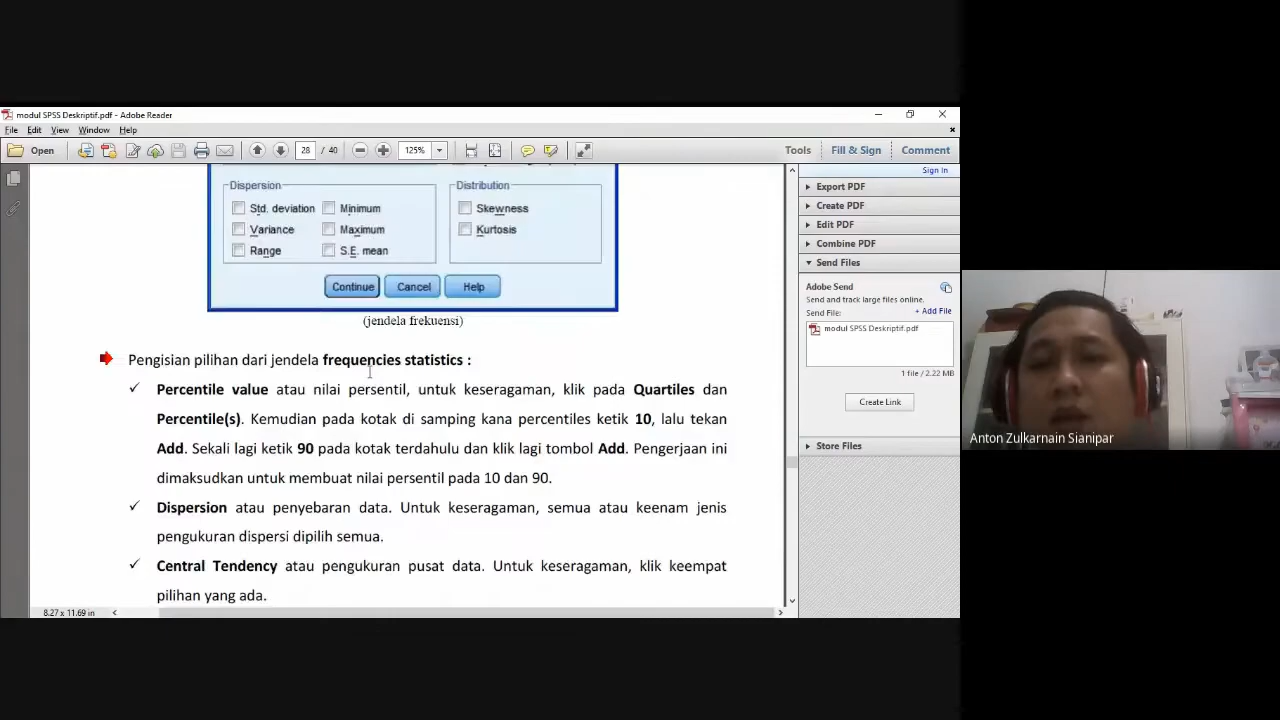 modul SPSS Deskriptif.pdf - Adobe Reader
File Edit View Window Help
Open 28 / 40 125% Tools Fill & Sign Comment
Sign In
Export PDF
Create PDF
Edit PDF
Combine PDF
Send Files
Adobe Send
Send and track large files online.
Send File: + Add File
modul SPSS Deskriptif.pdf
1 file / 2.22 MB
Create Link
Store Files
Dispersion Distribution
Std. deviation Minimum Skewness
Variance Maximum Kurtosis
Range S.E. mean
Continue Cancel Help
(jendela frekuensi)
Pengisian pilihan dari jendela frequencies statistics :
✓ Percentile value atau nilai persentil, untuk keseragaman, klik pada Quartiles dan
Percentile(s). Kemudian pada kotak di samping kana percentiles ketik 10, lalu tekan
Add. Sekali lagi ketik 90 pada kotak terdahulu dan klik lagi tombol Add. Pengerjaan ini
dimaksudkan untuk membuat nilai persentil pada 10 dan 90.
✓ Dispersion atau penyebaran data. Untuk keseragaman, semua atau keenam jenis
pengukuran dispersi dipilih semua.
✓ Central Tendency atau pengukuran pusat data. Untuk keseragaman, klik keempat
pilihan yang ada.
8.27 x 11.69 in
Anton Zulkarnain Sianipar